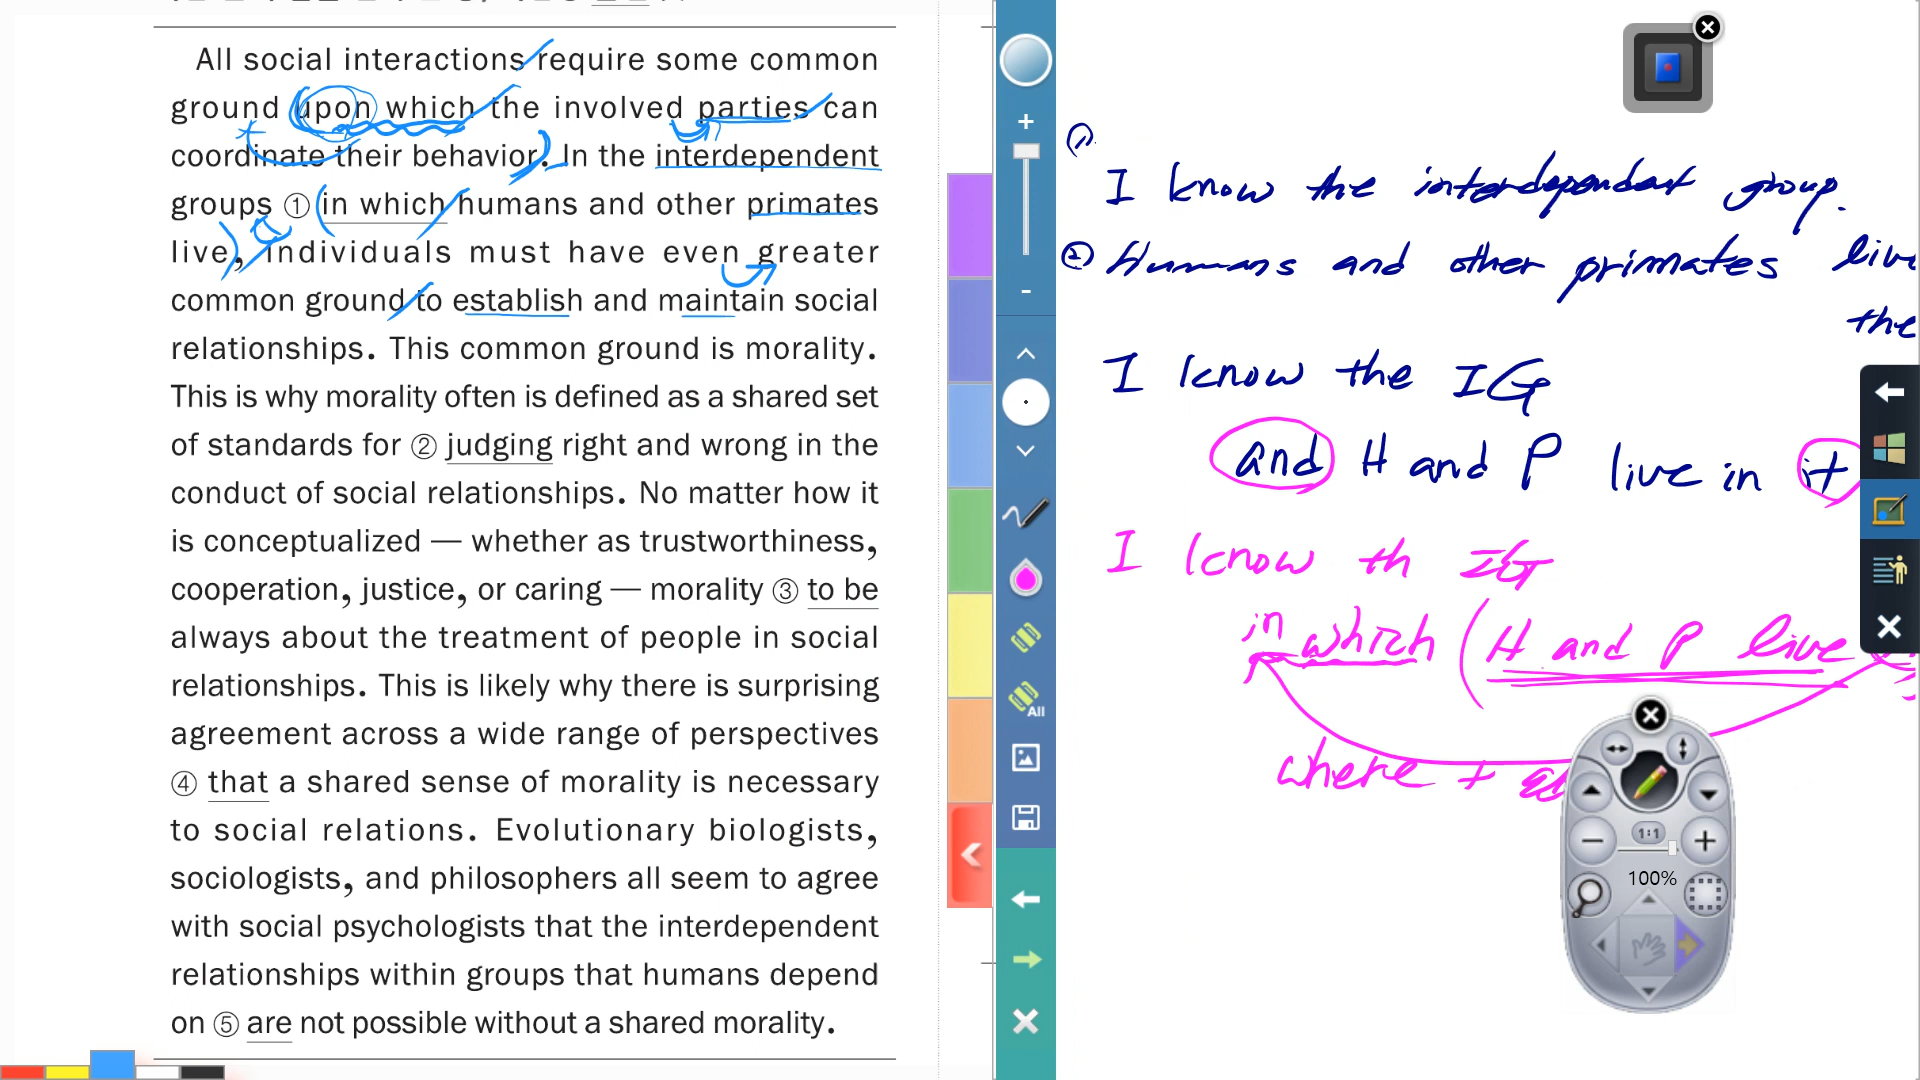 All social interactions require some common
ground upon which the involved parties can
coordinate their behavior. In the interdependent
groups ① in which humans and other primates
live, individuals must have even greater
common ground to establish and maintain social
relationships. This common ground is morality.
This is why morality often is defined as a shared set
of standards for ② judging right and wrong in the
conduct of social relationships. No matter how it
is conceptualized — whether as trustworthiness,
cooperation, justice, or caring — morality ③ to be
always about the treatment of people in social
relationships. This is likely why there is surprising
agreement across a wide range of perspectives
④ that a shared sense of morality is necessary
to social relations. Evolutionary biologists,
sociologists, and philosophers all seem to agree
with social psychologists that the interdependent
relationships within groups that humans depend
on ⑤ are not possible without a shared morality.
①
I know the interdependent group.
② Humans and other primates live
the
I know the IG
and H and P live in it
I know th IG
in which (H and P live
where +
All
1:1
100%